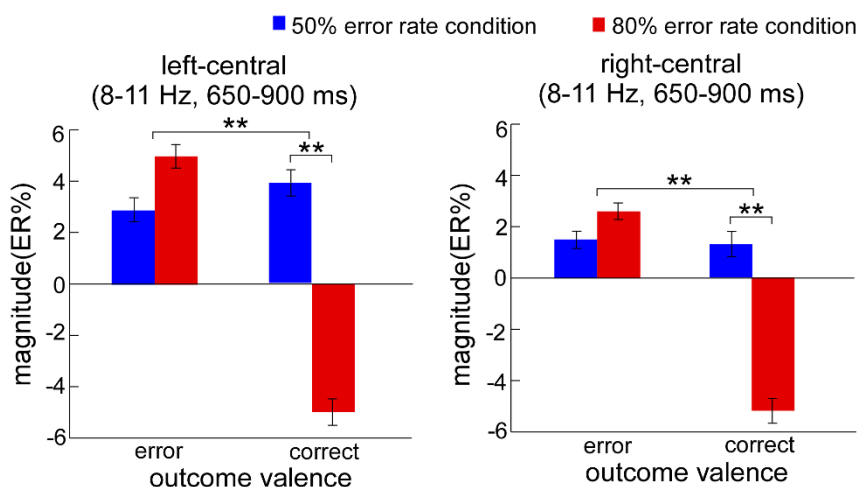 50% error rate condition
80% error rate condition
left-central
(8-11 Hz, 650-900 ms)
magnitude(ER%)
6
4
2
0
-2
-4
-6
**
**
error
correct
outcome valence
right-central
(8-11 Hz, 650-900 ms)
magnitude(ER%)
6
4
2
0
-2
-4
-6
**
**
error
correct
outcome valence